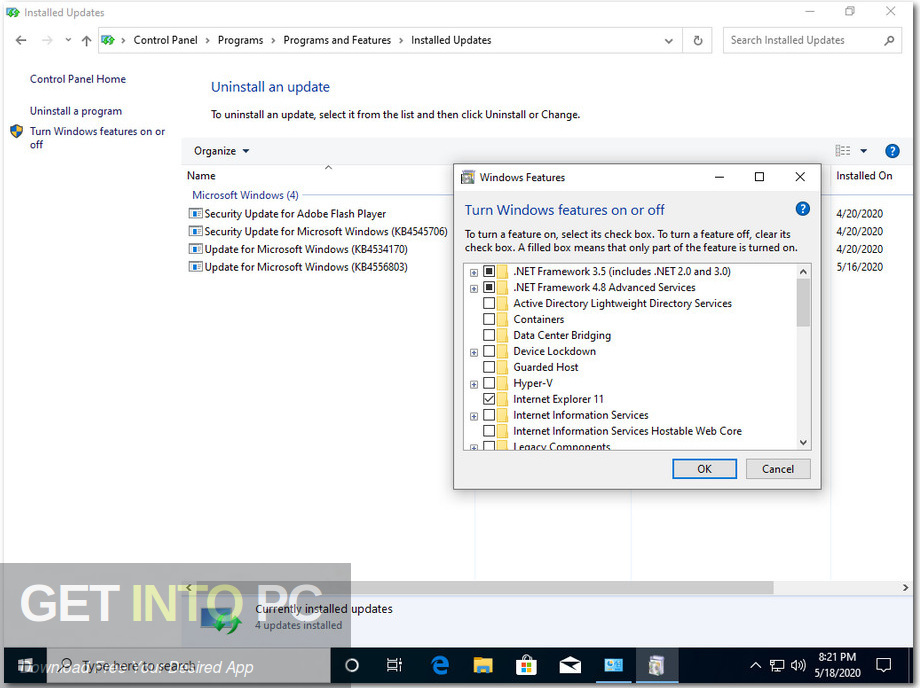 Installed Updates
Control Panel > Programs > Programs and Features > Installed Updates
Search Installed Updates
Control Panel Home
Uninstall a program
Turn Windows features on or
off
Uninstall an update
To uninstall an update, select it from the list and then click Uninstall or Change.
Organize
Name
Installed On
Microsoft Windows (4)
Security Update for Adobe Flash Player
4/20/2020
Security Update for Microsoft Windows (KB4545706)
4/20/2020
Update for Microsoft Windows (KB4534170)
4/20/2020
Update for Microsoft Windows (KB4556803)
5/16/2020
Windows Features
Turn Windows features on or off
To turn a feature on, select its check box. To turn a feature off, clear its
check box. A filled box means that only part of the feature is turned on.
.NET Framework 3.5 (includes .NET 2.0 and 3.0)
.NET Framework 4.8 Advanced Services
Active Directory Lightweight Directory Services
Containers
Data Center Bridging
Device Lockdown
Guarded Host
Hyper-V
Internet Explorer 11
Internet Information Services
Internet Information Services Hostable Web Core
Legacy Components
OK
Cancel
GET INTO PC
Currently installed updates
4 updates installed
Download Free Your Desired App
Type here to search
8:21 PM
5/18/2020